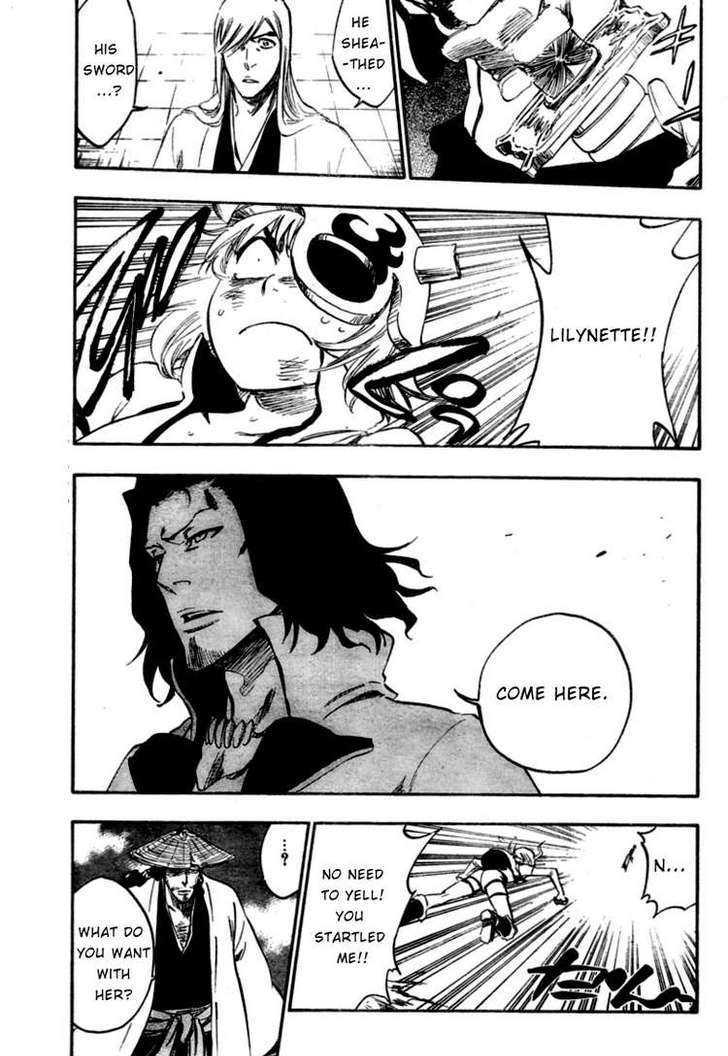 HE
SHEA-
-THED
...
HIS
SWORD
...?
LILYNETTE!!
COME HERE.
N...
NO NEED
TO YELL!
YOU
STARTLED
ME!!
...?
WHAT DO
YOU WANT
WITH
HER?